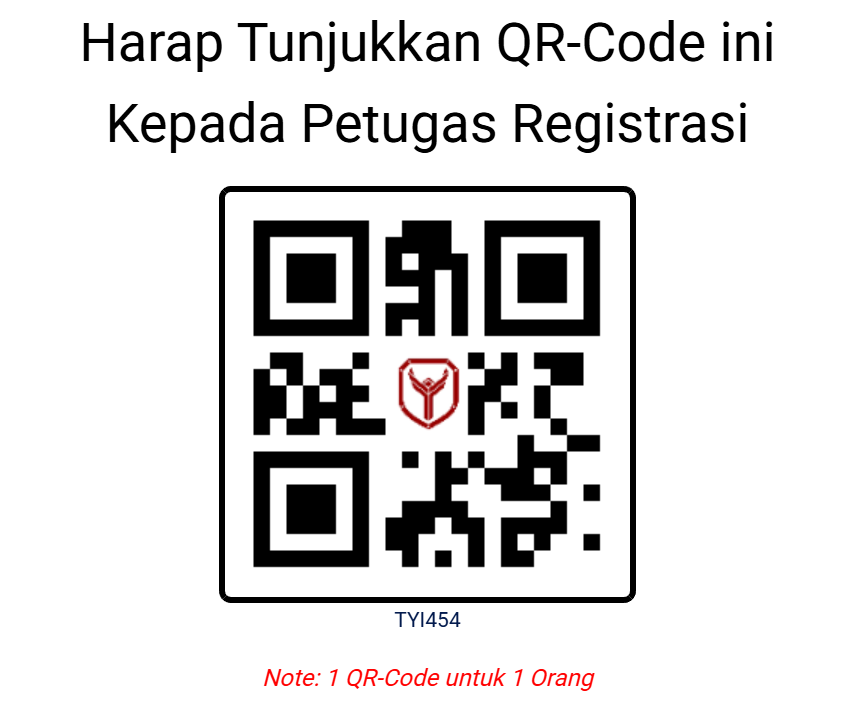 Harap Tunjukkan QR-Code ini
Kepada Petugas Registrasi
TYI454
Note: 1 QR-Code untuk 1 Orang